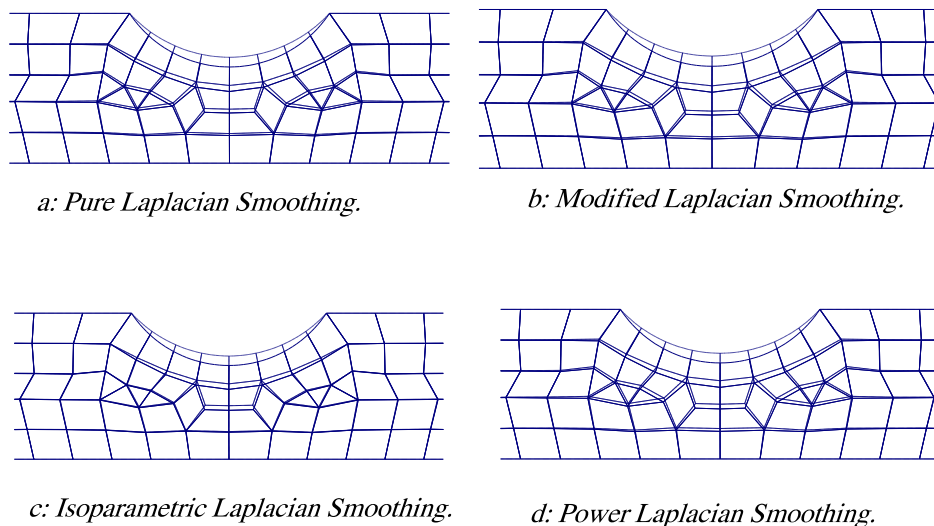 a: Pure Laplacian Smoothing.
b: Modified Laplacian Smoothing.
c: Isoparametric Laplacian Smoothing.
d: Power Laplacian Smoothing.